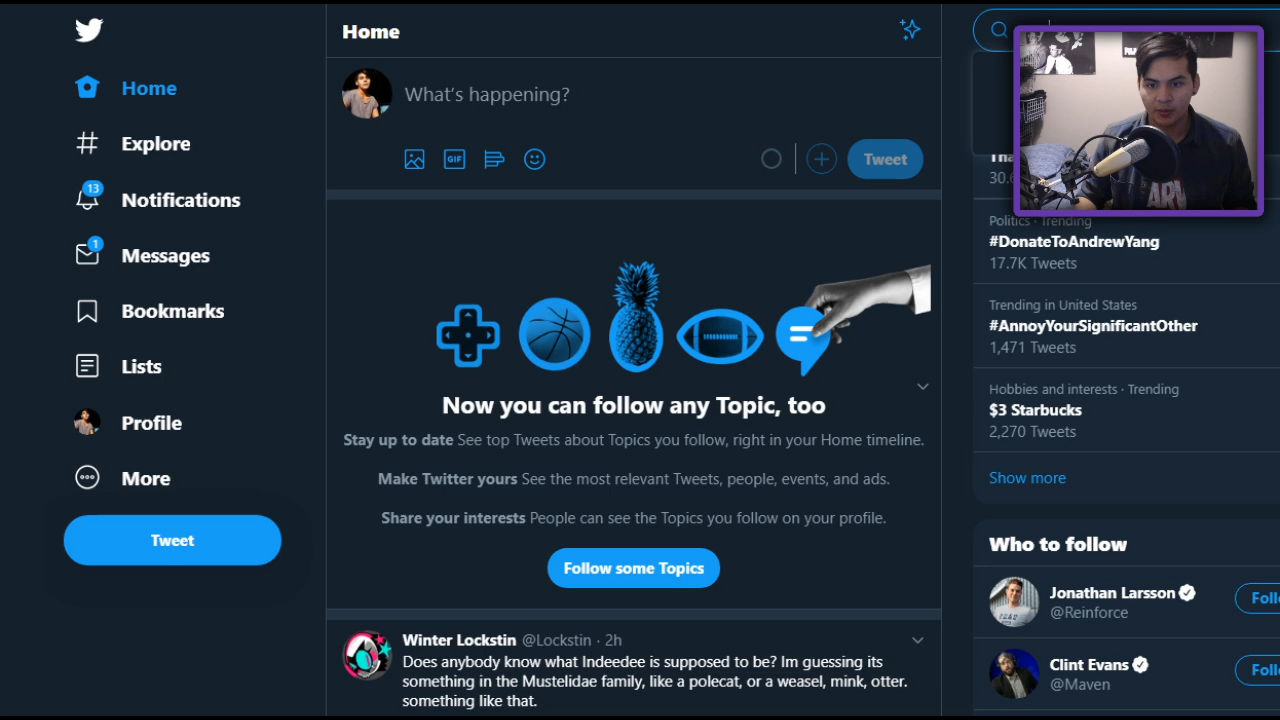 Home
Explore
13
Notifications
1
Messages
Bookmarks
Lists
Profile
More
Tweet
Home
What's happening?
GIF
Tweet
Now you can follow any Topic, too
Stay up to date See top Tweets about Topics you follow, right in your Home timeline.
Make Twitter yours See the most relevant Tweets, people, events, and ads.
Share your interests People can see the Topics you follow on your profile.
Follow some Topics
Winter Lockstin @Lockstin · 2h
Does anybody know what Indeedee is supposed to be? Im guessing its
something in the Mustelidae family, like a polecat, or a weasel, mink, otter.
something like that.
30.6
Politics · Trending
#DonateToAndrewYang
17.7K Tweets
Trending in United States
#AnnoyYourSignificantOther
1,471 Tweets
Hobbies and interests · Trending
$3 Starbucks
2,270 Tweets
Show more
Who to follow
Jonathan Larsson
@Reinforce
Foll
Clint Evans
@Maven
Foll